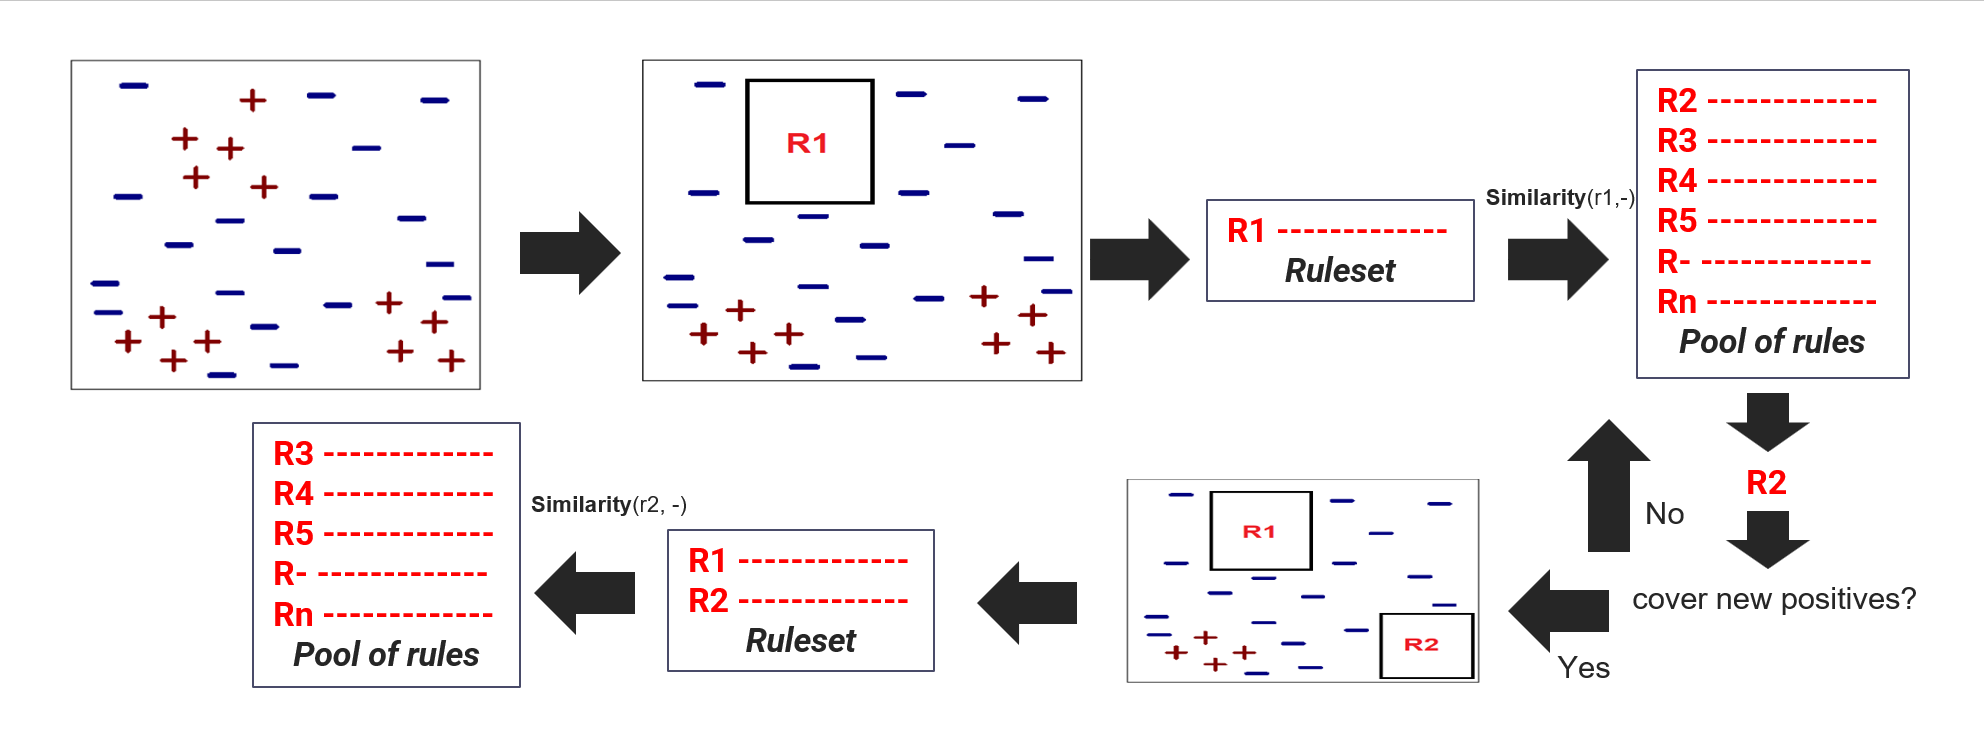 R1
R1 -------------
Ruleset
Similarity(r1,-)
R2 -------------
R3 -------------
R4 -------------
R5 -------------
R- -------------
Rn -------------
Pool of rules
R2
cover new positives?
No
Yes
R1
R2
R1 -------------
R2 -------------
Ruleset
Similarity(r2, -)
R3 -------------
R4 -------------
R5 -------------
R- -------------
Rn -------------
Pool of rules